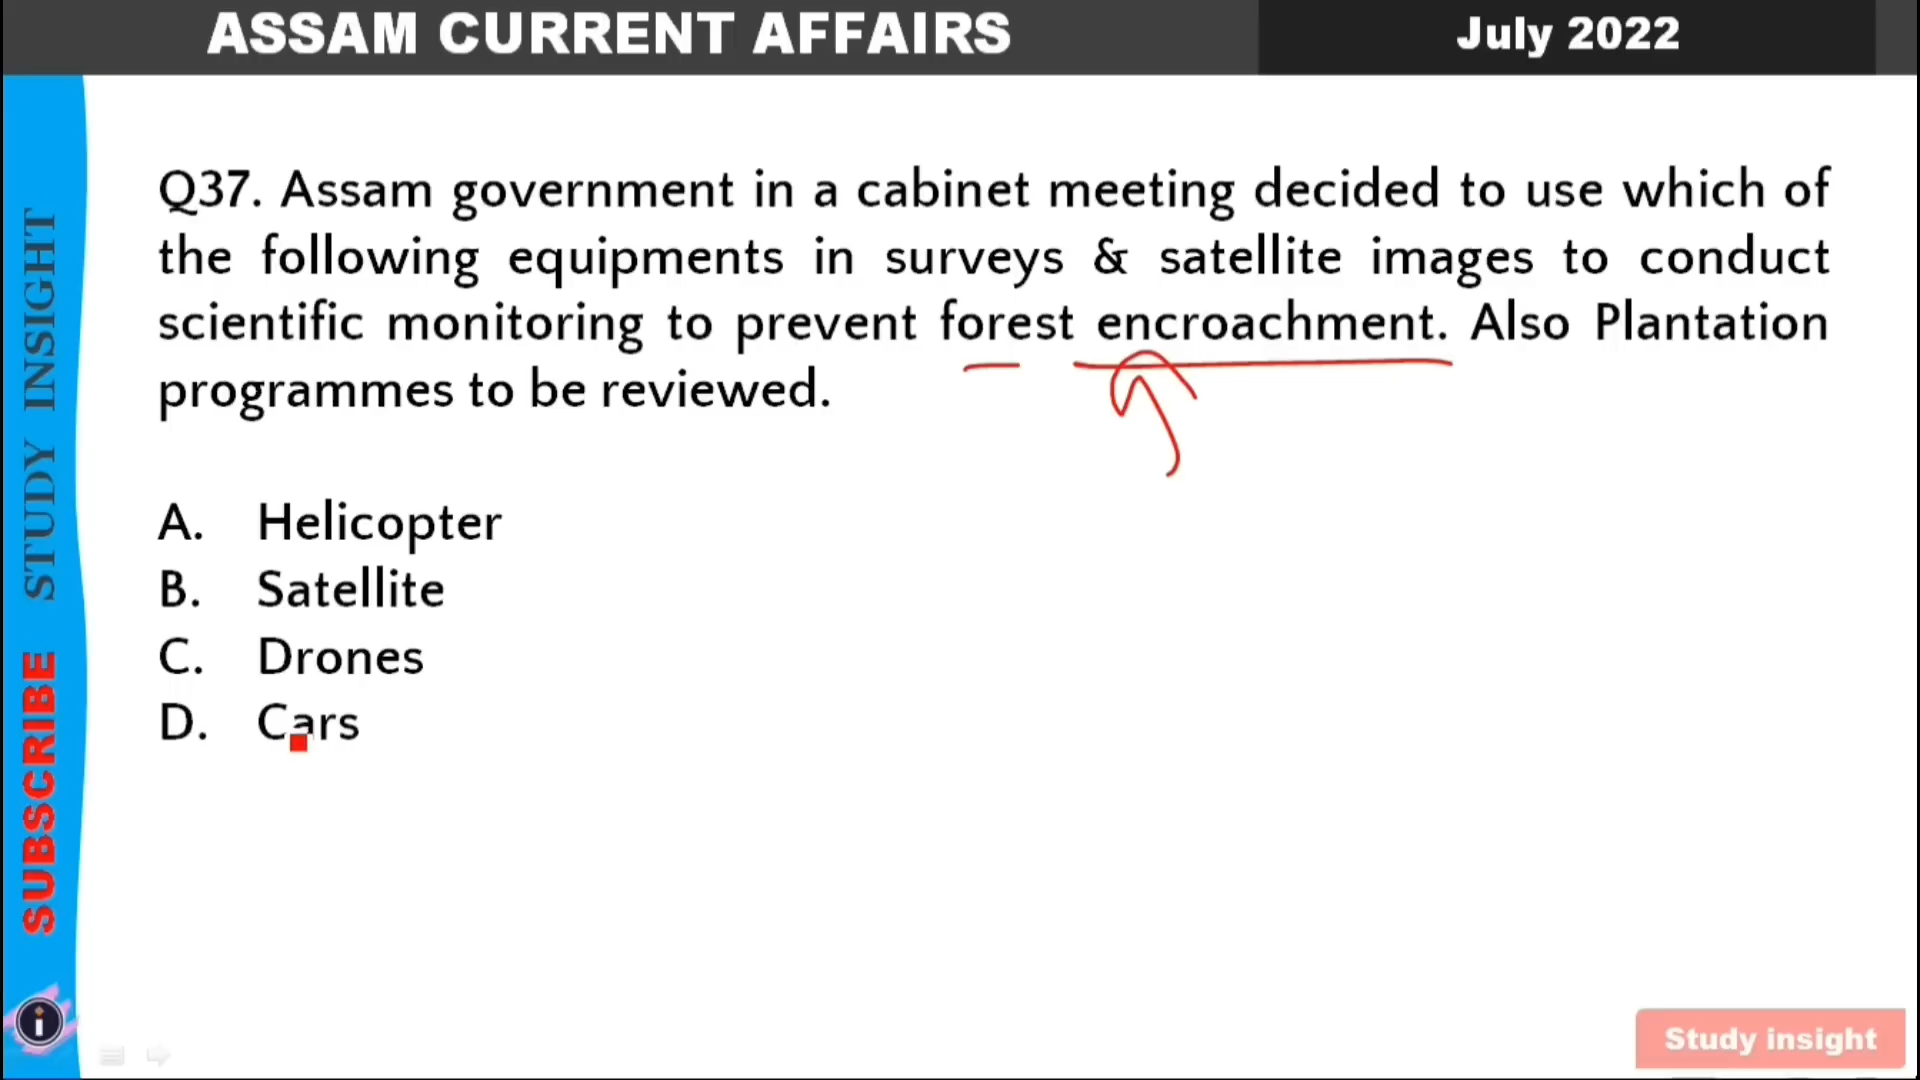 ASSAM CURRENT AFFAIRS
July 2022
Q37. Assam government in a cabinet meeting decided to use which of
the following equipments in surveys & satellite images to conduct
scientific monitoring to prevent forest encroachment. Also Plantation
programmes to be reviewed.
A. Helicopter
B. Satellite
C. Drones
D. Cars
SUBSCRIBE STUDY INSIGHT
i
Study insight